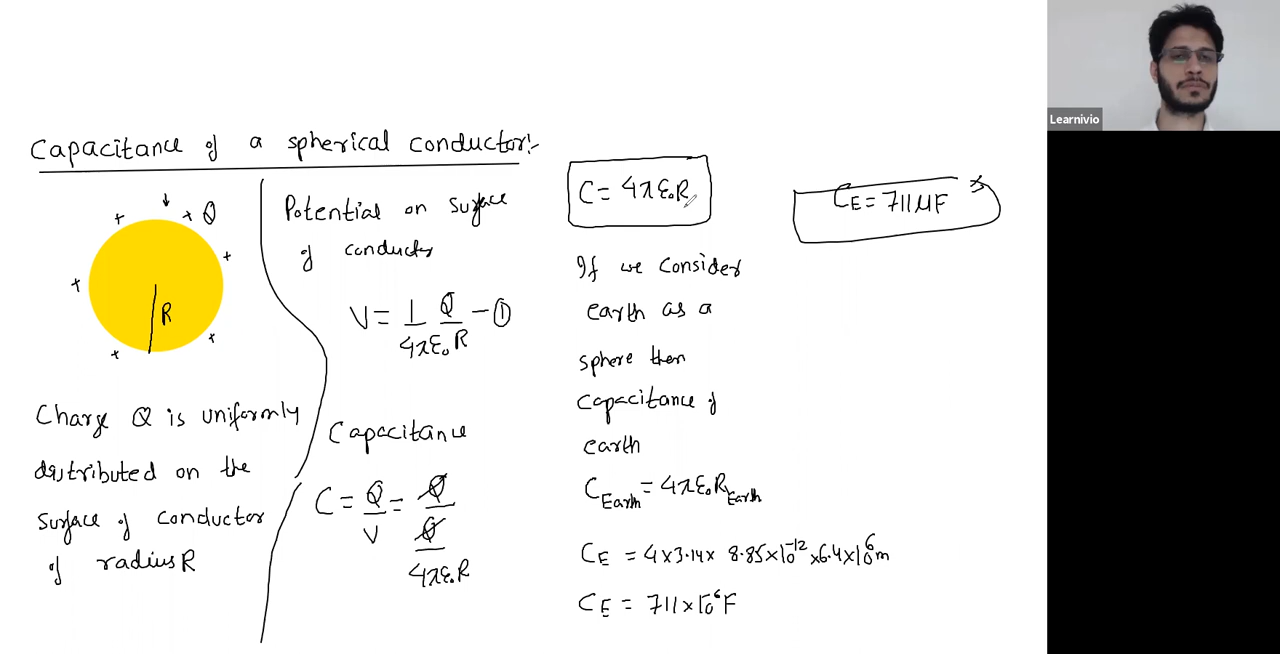 Capacitance of a spherical conductor:-
+ + Q
+ +
R
+ +
Charge Q is uniformly
distributed on the
surface of conductor
of radius R
Potential on surface
of conductor
V = 1/4πε₀ Q/R - ①
Capacitance
C = Q/V = Q/(Q/4πε₀R)
C = 4πε₀R
If we consider
earth as a
sphere then
capacitance of
earth
C_Earth = 4πε₀R_Earth
C_E = 4×3.14× 8.85×10⁻¹² ×6.4×10⁶m
C_E = 711×10⁻⁶F
C_E = 711μF
Learnivio